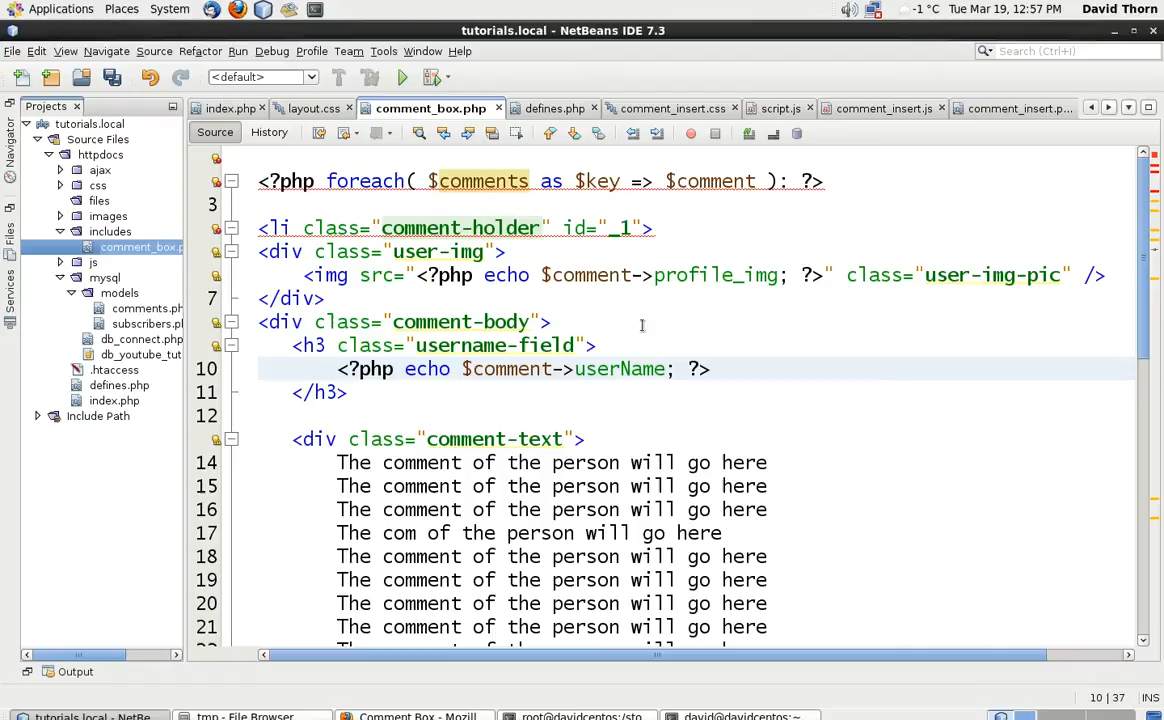 Applications Places System -1 °C Tue Mar 19, 12:57 PM David Thorn
tutorials.local - NetBeans IDE 7.3
File Edit View Navigate Source Refactor Run Debug Profile Team Tools Window Help Search (Ctrl+I)
<default>
Projects index.php layout.css comment_box.php defines.php comment_insert.css script.js comment_insert.js comment_insert.p...
Source History
Navigator
Files
Services
tutorials.local
Source Files
httpdocs
ajax
css
files
images
includes
comment_box.p
js
mysql
models
comments.ph
subscribers.pl
db_connect.php
db_youtube_tut
.htaccess
defines.php
index.php
Include Path
<?php foreach( $comments as $key => $comment ): ?>
3
<li class="comment-holder" id="_1">
<div class="user-img">
<img src="<?php echo $comment->profile_img; ?>" class="user-img-pic" />
7 </div>
<div class="comment-body">
<h3 class="username-field">
10 <?php echo $comment->userName; ?>
11 </h3>
12
<div class="comment-text">
14 The comment of the person will go here
15 The comment of the person will go here
16 The comment of the person will go here
17 The com of the person will go here
18 The comment of the person will go here
19 The comment of the person will go here
20 The comment of the person will go here
21 The comment of the person will go here
Output
10 | 37 INS
tutorials.local - NetBe... tmp - File Browser Comment Box - Mozill... root@davidcentos:/sto... david@davidcentos:~